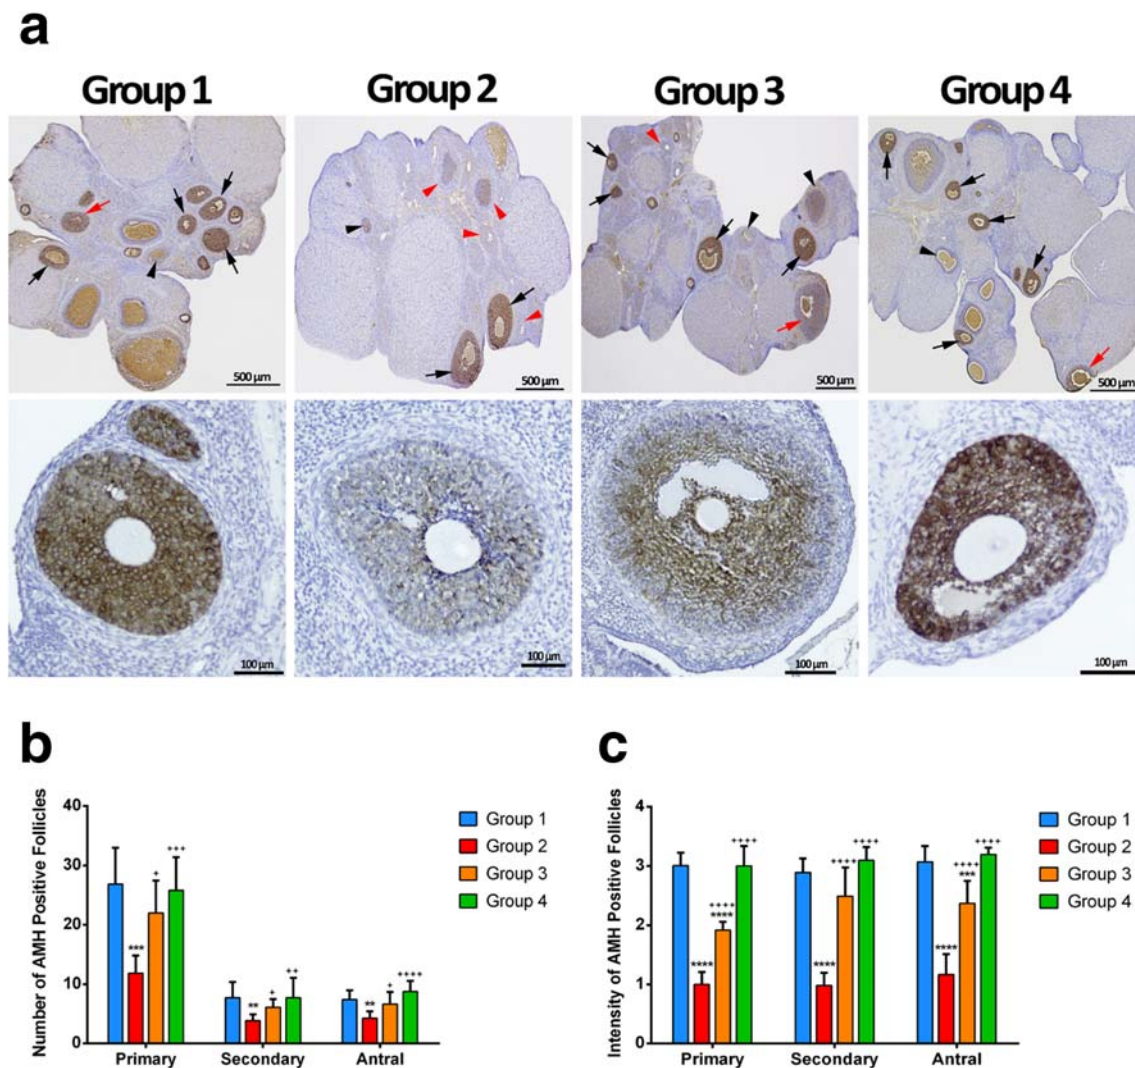 a
Group 1 Group 2 Group 3 Group 4
500 µm 500 µm 500 µm 500 µm
100 µm 100 µm 100 µm 100 µm
b
Number of AMH Positive Follicles
40
30
20
10
0
*** + +++
** + ++
** + ++++
Primary Secondary Antral
Group 1
Group 2
Group 3
Group 4
c
Intensity of AMH Positive Follicles
4
3
2
1
0
**** ++++ **** ++++
**** ++++ ++++
**** ++++ *** ++++
Primary Secondary Antral
Group 1
Group 2
Group 3
Group 4